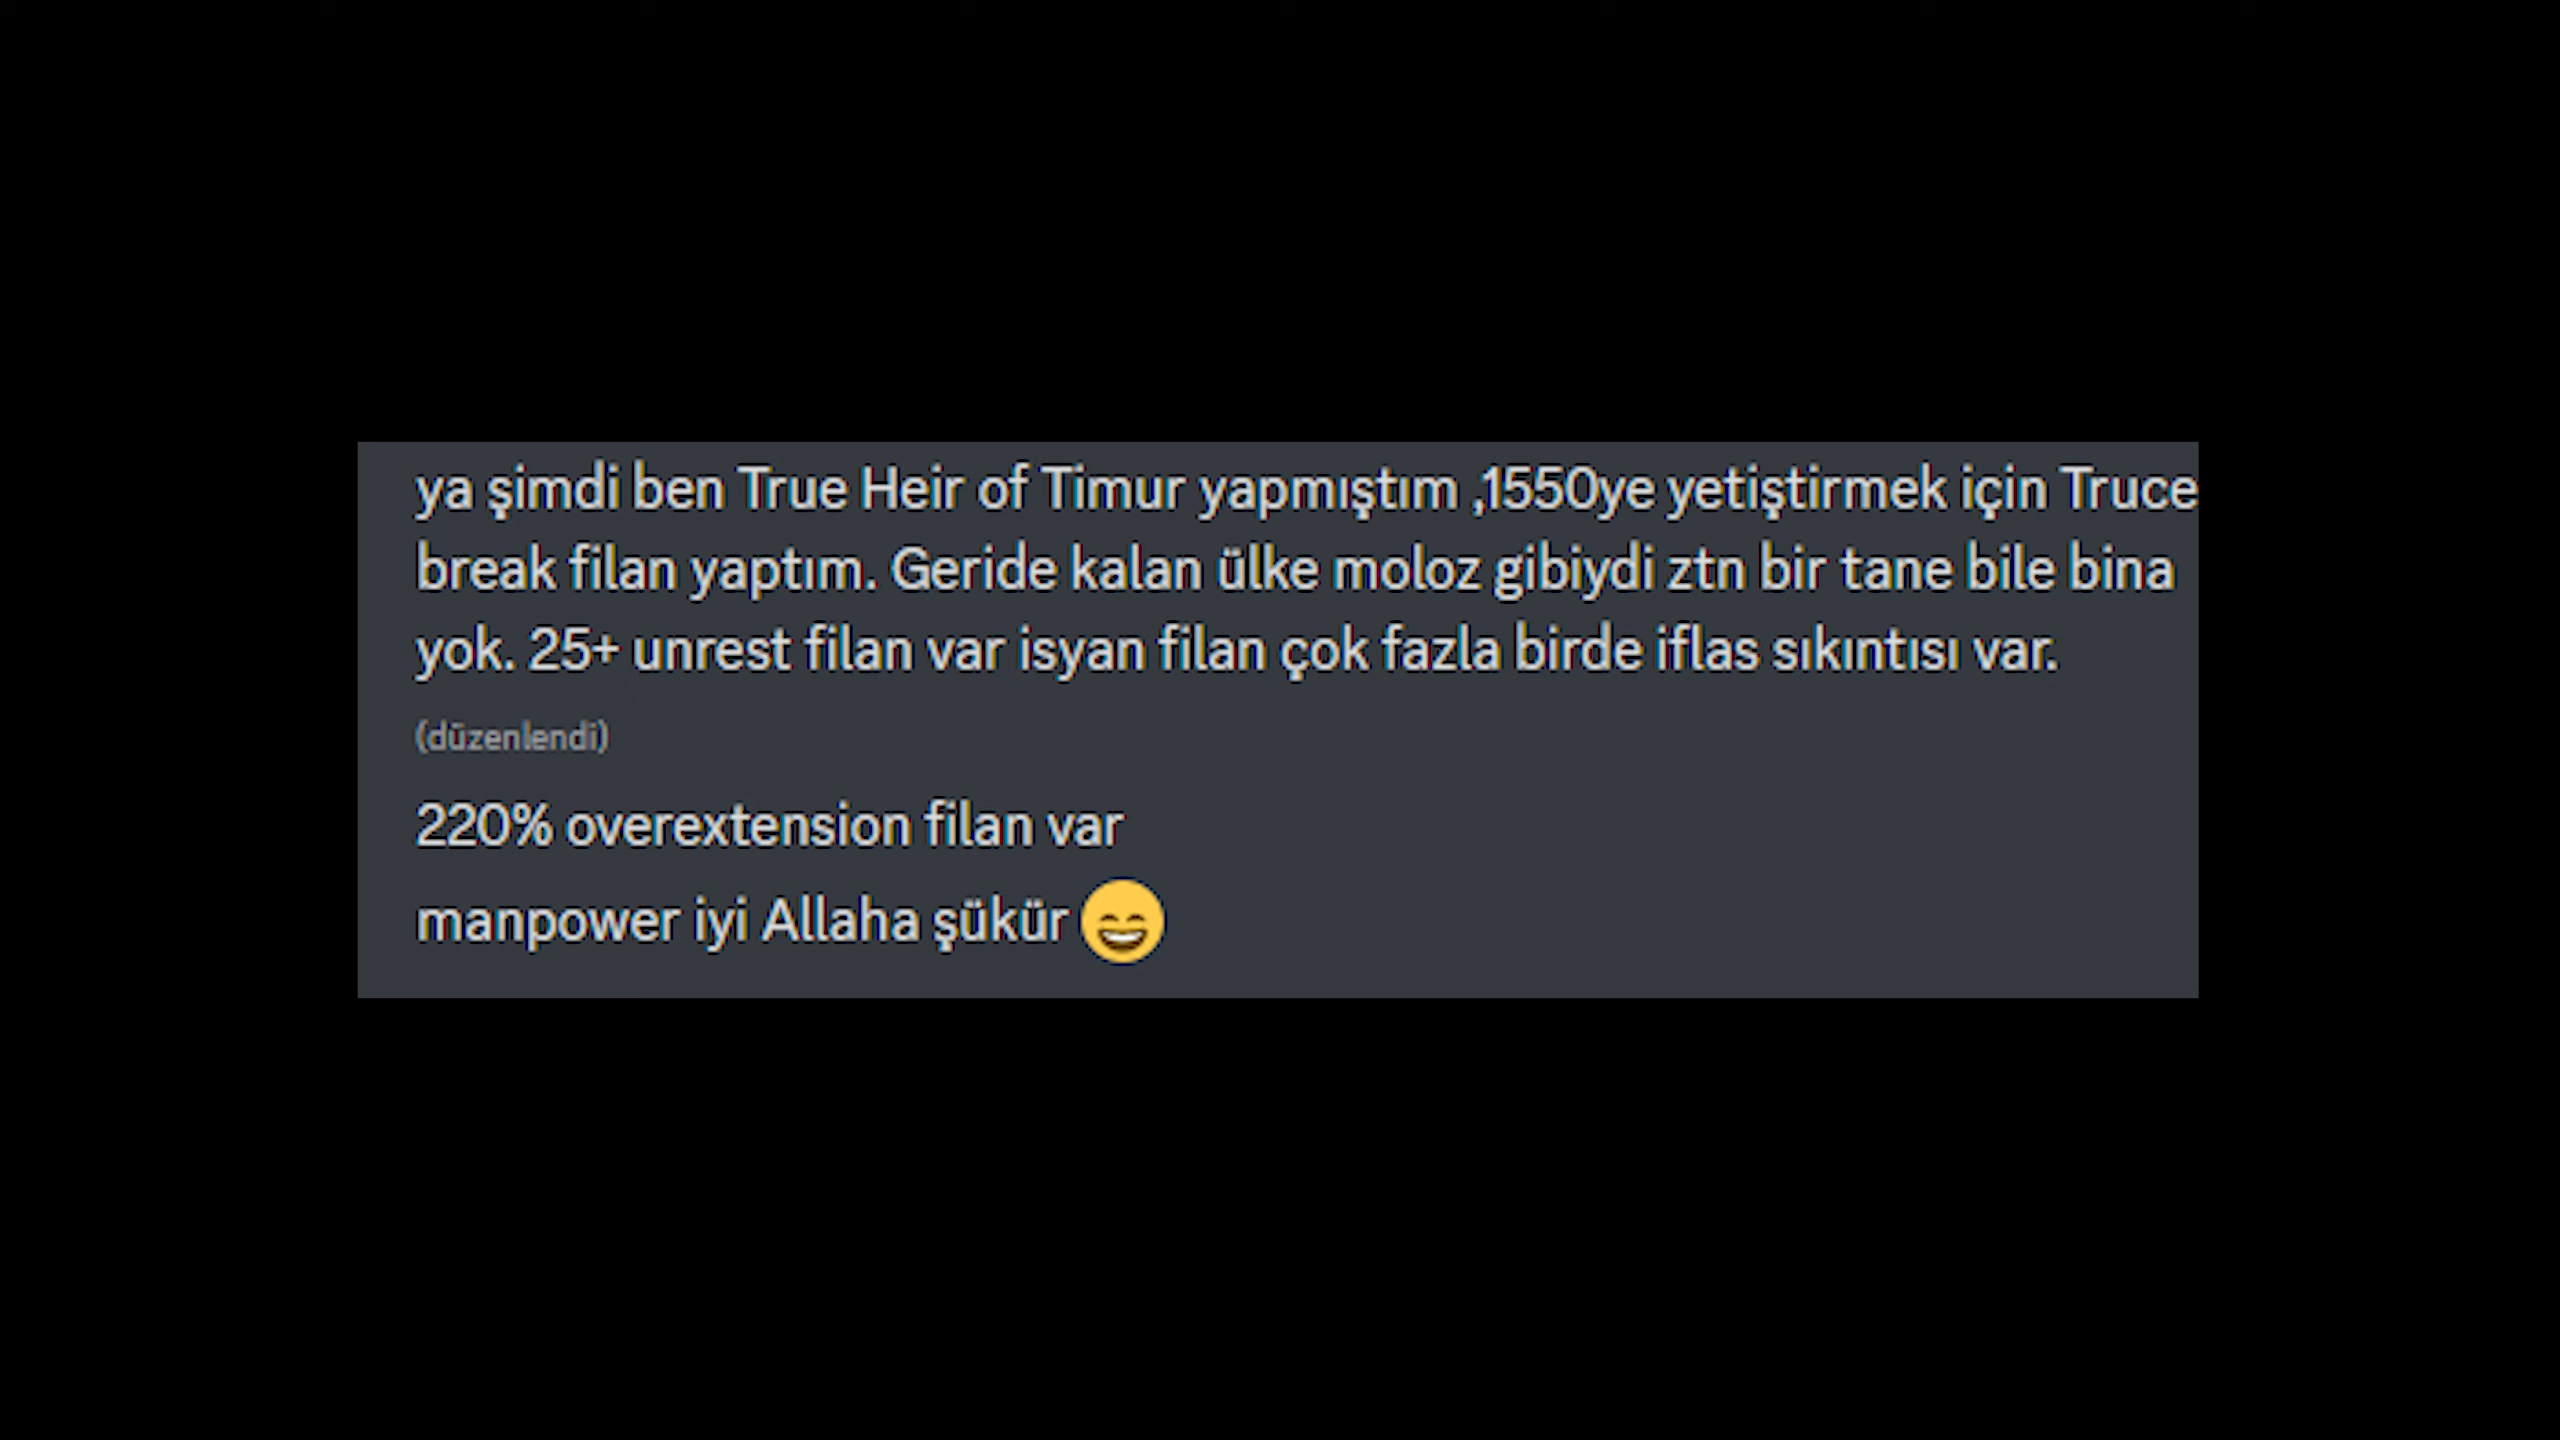 ya şimdi ben True Heir of Timur yapmıştım ,1550ye yetiştirmek için Truce
break filan yaptım. Geride kalan ülke moloz gibiydi ztn bir tane bile bina
yok. 25+ unrest filan var isyan filan çok fazla birde iflas sıkıntısı var.
(düzenlendi)
220% overextension filan var
manpower iyi Allaha şükür 😄